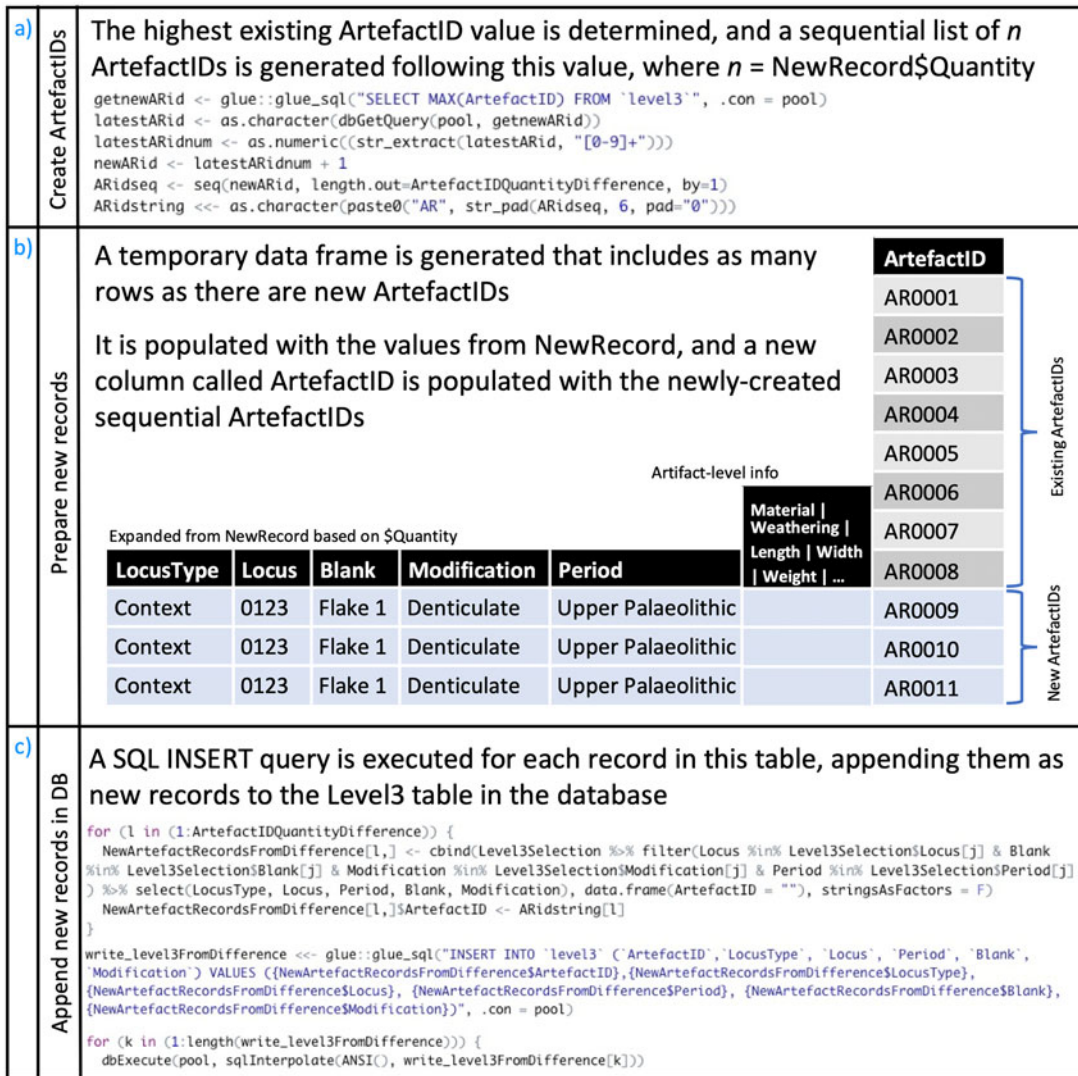 a)
Create ArtefactIDs
The highest existing ArtefactID value is determined, and a sequential list of n
ArtefactIDs is generated following this value, where n = NewRecord$Quantity
getnewARid <- glue::glue_sql("SELECT MAX(ArtefactID) FROM `level3`", .con = pool)
latestARid <- as.character(dbGetQuery(pool, getnewARid))
latestARidnum <- as.numeric((str_extract(latestARid, "[0-9]+")))
newARid <- latestARidnum + 1
ARidseq <- seq(newARid, length.out=ArtefactIDQuantityDifference, by=1)
ARidstring <<- as.character(paste0("AR", str_pad(ARidseq, 6, pad="0")))
b)
Prepare new records
A temporary data frame is generated that includes as many
rows as there are new ArtefactIDs
It is populated with the values from NewRecord, and a new
column called ArtefactID is populated with the newly-created
sequential ArtefactIDs
ArtefactID
AR0001
AR0002
AR0003
AR0004
AR0005
AR0006
AR0007
AR0008
Existing ArtefactIDs
Artifact-level info
Material |
Weathering |
Length | Width
| Weight | ...
Expanded from NewRecord based on $Quantity
LocusType Locus Blank Modification Period
Context 0123 Flake 1 Denticulate Upper Palaeolithic AR0009
Context 0123 Flake 1 Denticulate Upper Palaeolithic AR0010
Context 0123 Flake 1 Denticulate Upper Palaeolithic AR0011
New ArtefactIDs
c)
Append new records in DB
A SQL INSERT query is executed for each record in this table, appending them as
new records to the Level3 table in the database
for (l in (1:ArtefactIDQuantityDifference)) {
NewArtefactRecordsFromDifference[l,] <- cbind(Level3Selection %>% filter(Locus %in% Level3Selection$Locus[j] & Blank
%in% Level3Selection$Blank[j] & Modification %in% Level3Selection$Modification[j] & Period %in% Level3Selection$Period[j]
) %>% select(LocusType, Locus, Period, Blank, Modification), data.frame(ArtefactID = ""), stringsAsFactors = F)
NewArtefactRecordsFromDifference[l,]$ArtefactID <- ARidstring[l]
}
write_level3FromDifference <<- glue::glue_sql("INSERT INTO `level3` (`ArtefactID`,`LocusType`, `Locus`, `Period`, `Blank`,
`Modification`) VALUES ({NewArtefactRecordsFromDifference$ArtefactID},{NewArtefactRecordsFromDifference$LocusType},
{NewArtefactRecordsFromDifference$Locus}, {NewArtefactRecordsFromDifference$Period}, {NewArtefactRecordsFromDifference$Blank},
{NewArtefactRecordsFromDifference$Modification})", .con = pool)
for (k in (1:length(write_level3FromDifference))) {
dbExecute(pool, sqlInterpolate(ANSI(), write_level3FromDifference[k]))